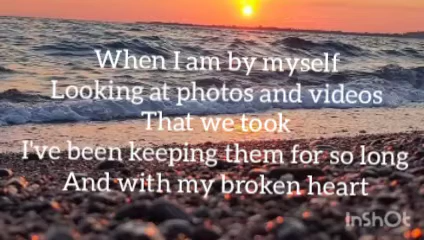 When I am by myself
Looking at photos and videos
That we took
I've been keeping them for so long
And with my broken heart
InShOt